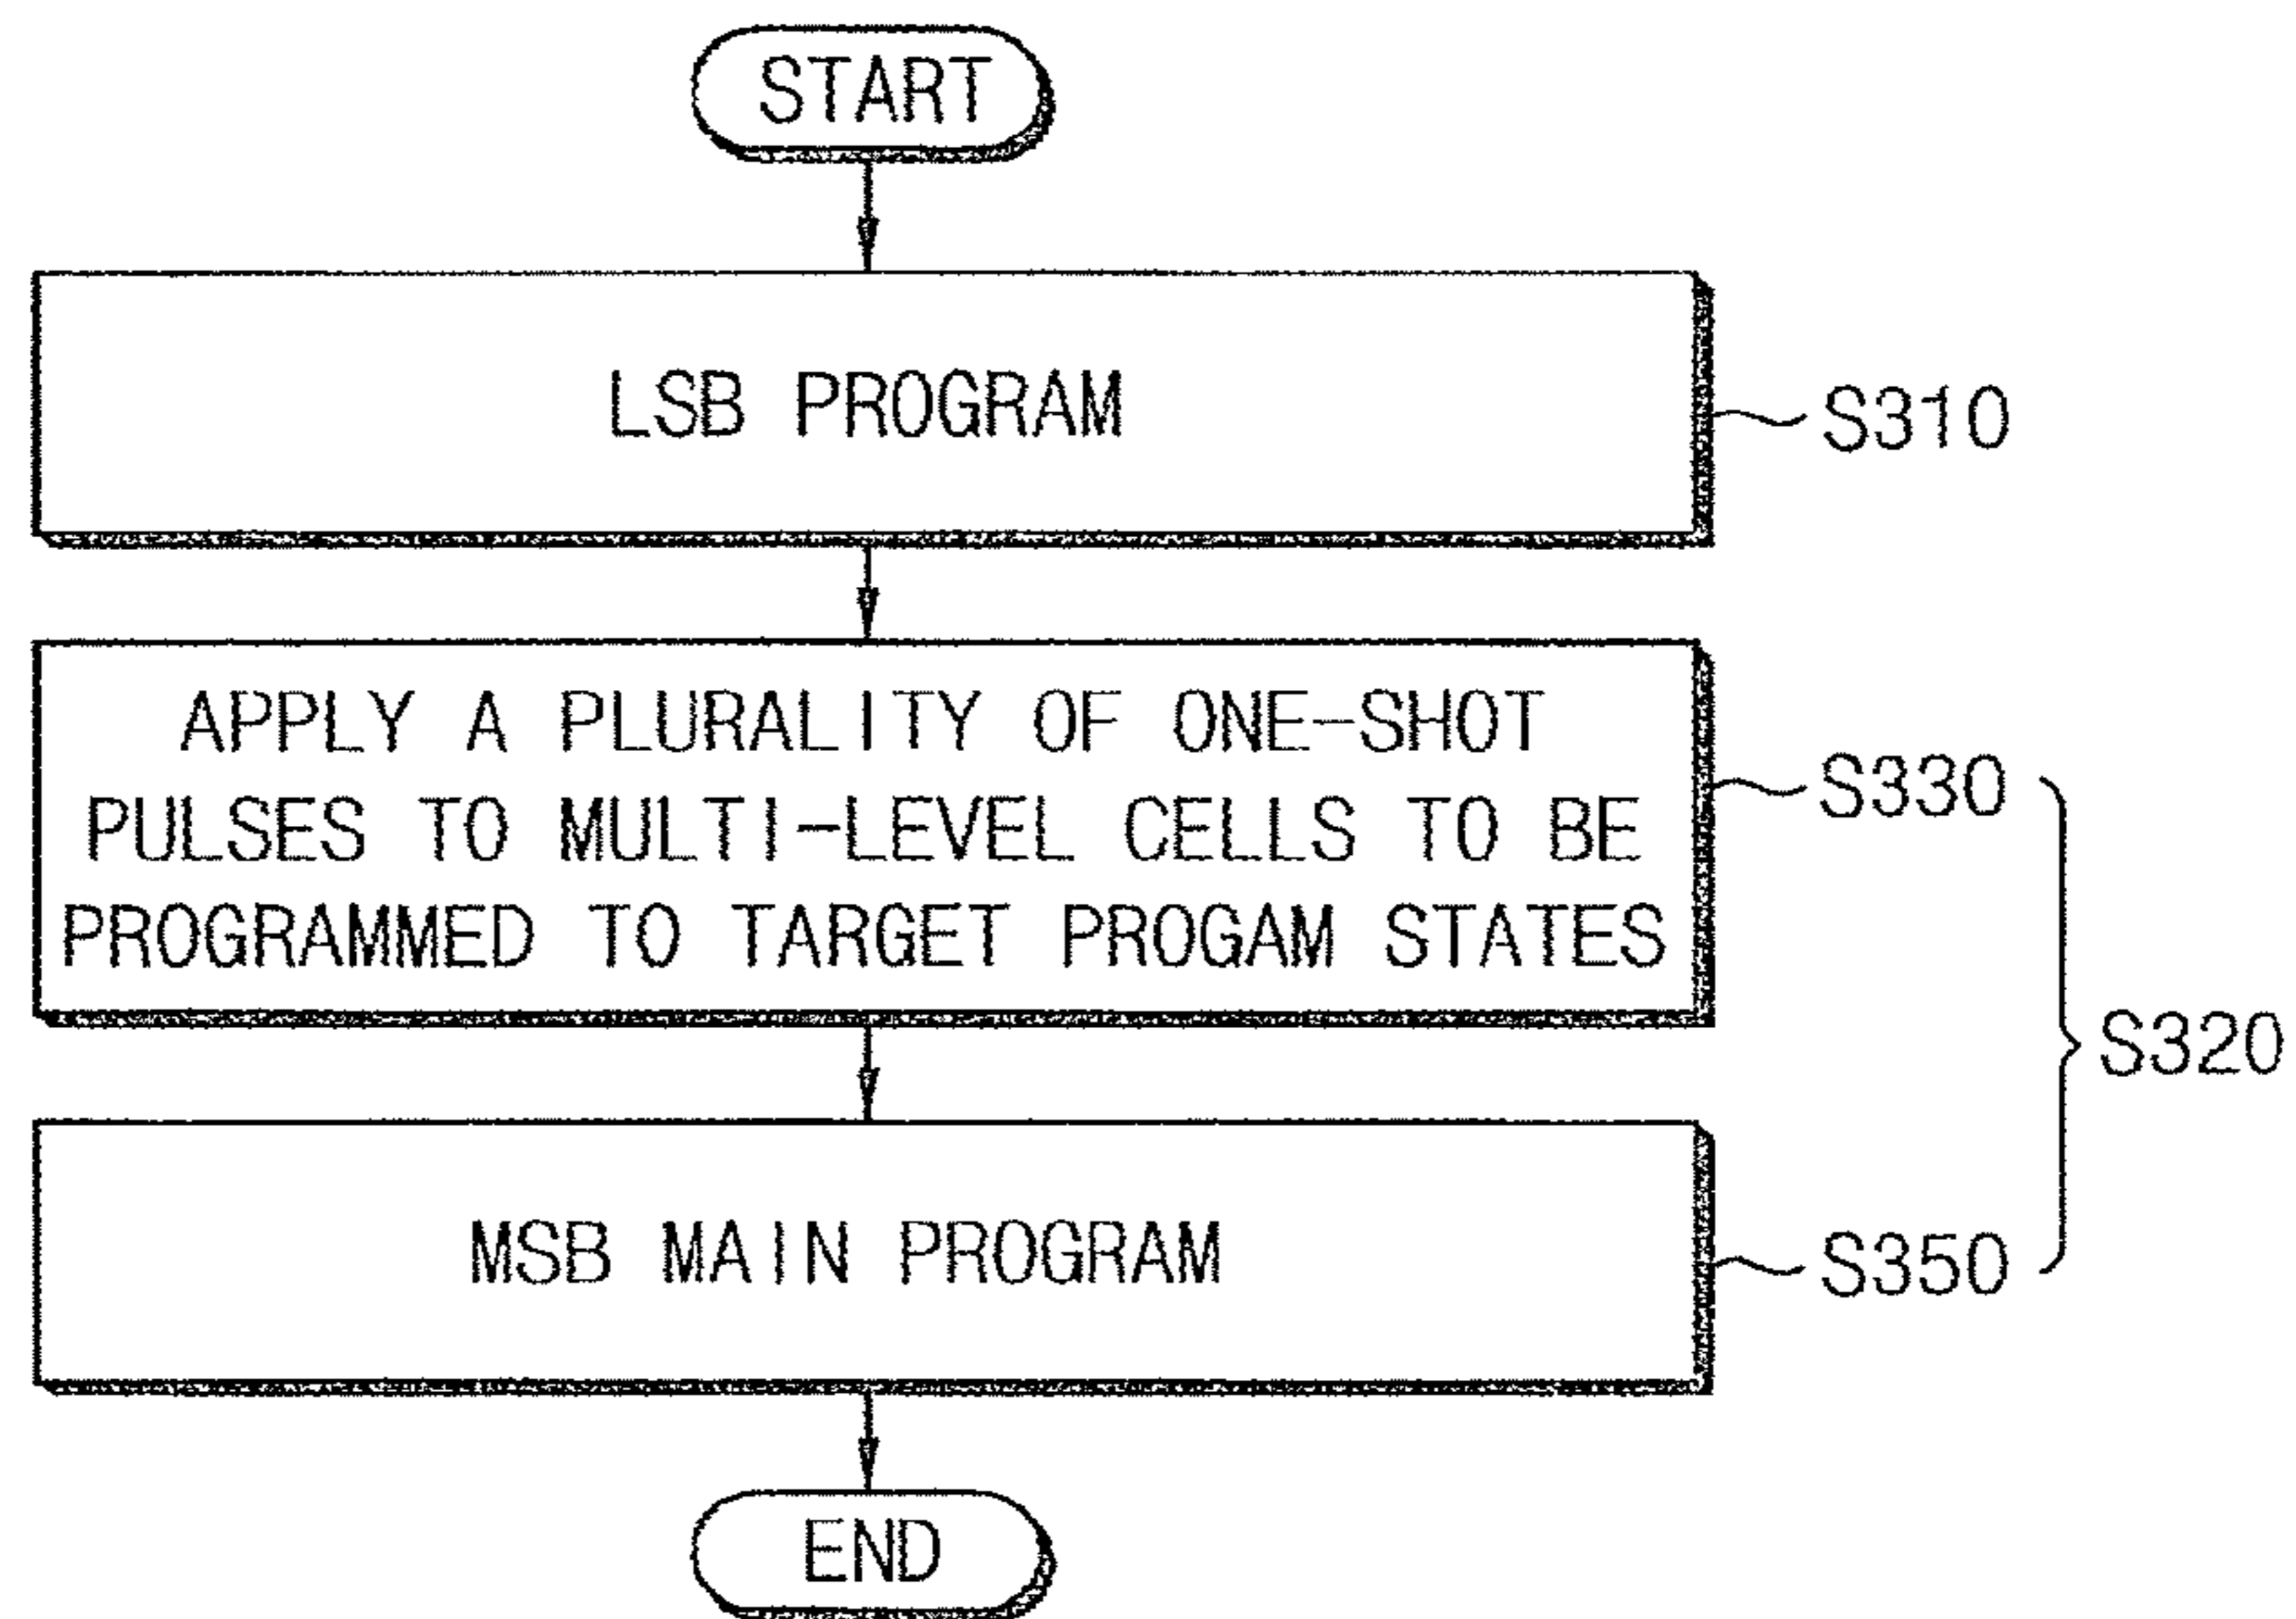 START
LSB PROGRAM
S310
APPLY A PLURALITY OF ONE-SHOT
PULSES TO MULTI-LEVEL CELLS TO BE
PROGRAMMED TO TARGET PROGAM STATES
S330
S320
MSB MAIN PROGRAM
S350
END